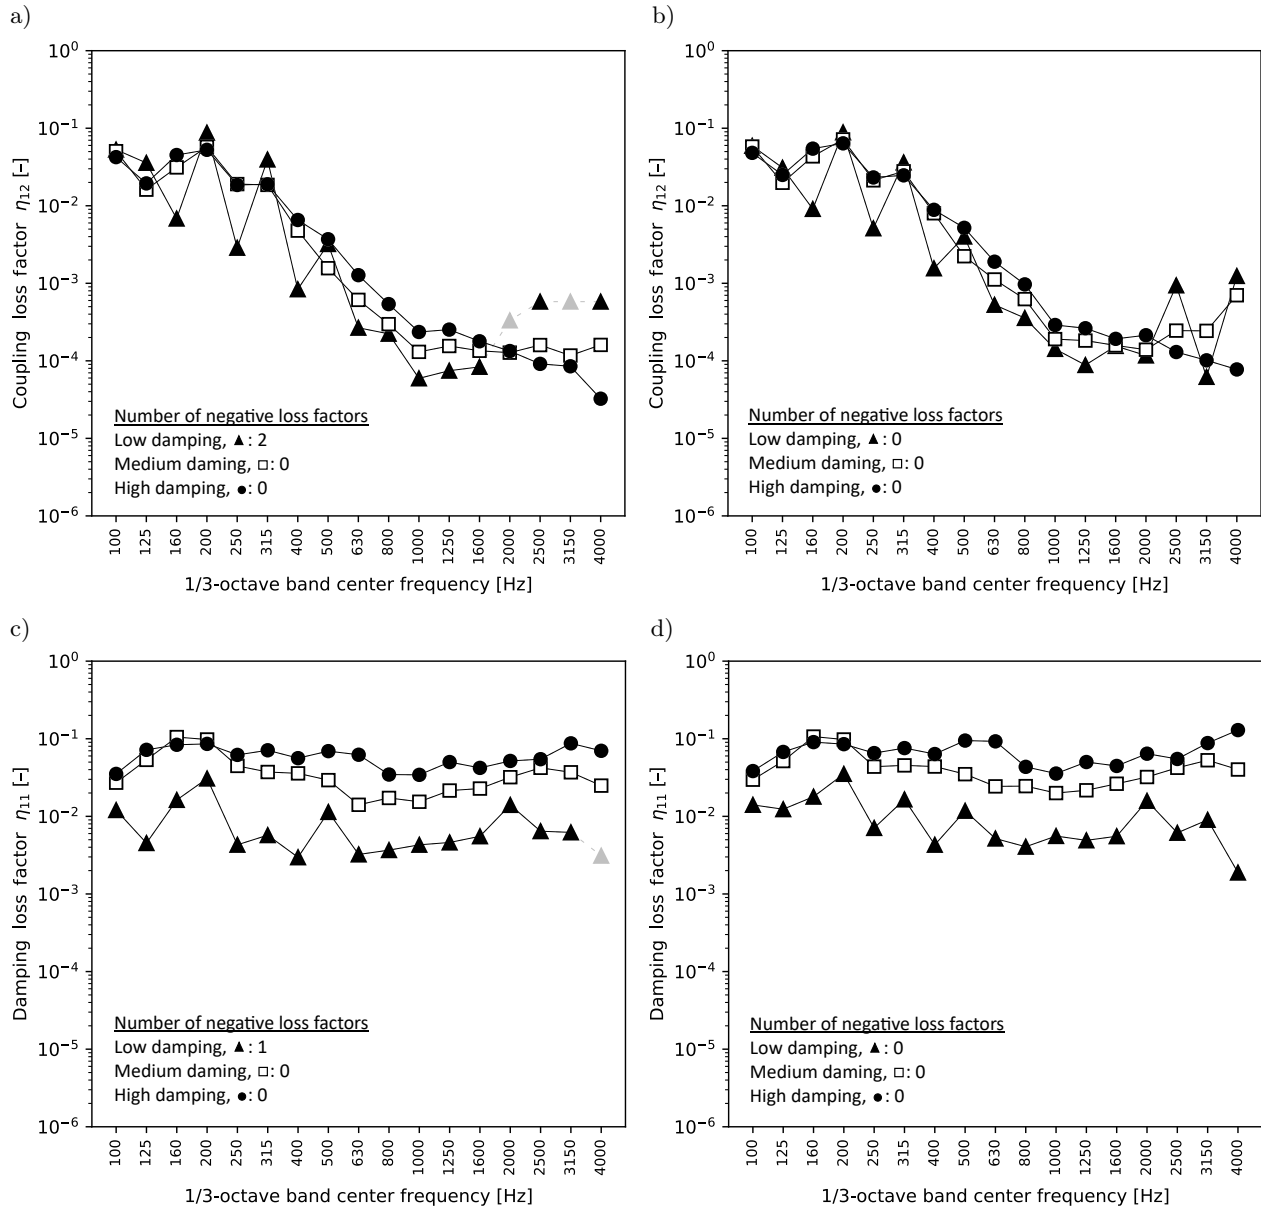 a)
10⁰
10⁻¹
10⁻²
10⁻³
10⁻⁴
10⁻⁵
10⁻⁶
Coupling loss factor η₁₂ [–]
Number of negative loss factors
Low damping, ▲: 2
Medium daming, □: 0
High damping, ●: 0
100 125 160 200 250 315 400 500 630 800 1000 1250 1600 2000 2500 3150 4000
1/3-octave band center frequency [Hz]
b)
10⁰
10⁻¹
10⁻²
10⁻³
10⁻⁴
10⁻⁵
10⁻⁶
Coupling loss factor η₁₂ [–]
Number of negative loss factors
Low damping, ▲: 0
Medium daming, □: 0
High damping, ●: 0
100 125 160 200 250 315 400 500 630 800 1000 1250 1600 2000 2500 3150 4000
1/3-octave band center frequency [Hz]
c)
10⁰
10⁻¹
10⁻²
10⁻³
10⁻⁴
10⁻⁵
10⁻⁶
Damping loss factor η₁₁ [–]
Number of negative loss factors
Low damping, ▲: 1
Medium daming, □: 0
High damping, ●: 0
100 125 160 200 250 315 400 500 630 800 1000 1250 1600 2000 2500 3150 4000
1/3-octave band center frequency [Hz]
d)
10⁰
10⁻¹
10⁻²
10⁻³
10⁻⁴
10⁻⁵
10⁻⁶
Damping loss factor η₁₁ [–]
Number of negative loss factors
Low damping, ▲: 0
Medium daming, □: 0
High damping, ●: 0
100 125 160 200 250 315 400 500 630 800 1000 1250 1600 2000 2500 3150 4000
1/3-octave band center frequency [Hz]